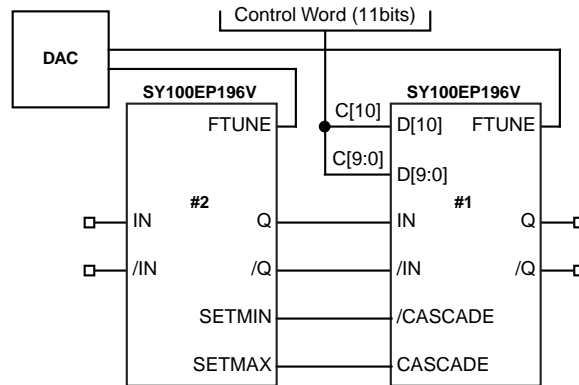 Control Word (11bits)
DAC
SY100EP196V
SY100EP196V
FTUNE
C[10]
D[10]
FTUNE
C[9:0]
D[9:0]
#2
#1
IN
Q
IN
Q
/IN
/Q
/IN
/Q
SETMIN
/CASCADE
SETMAX
CASCADE